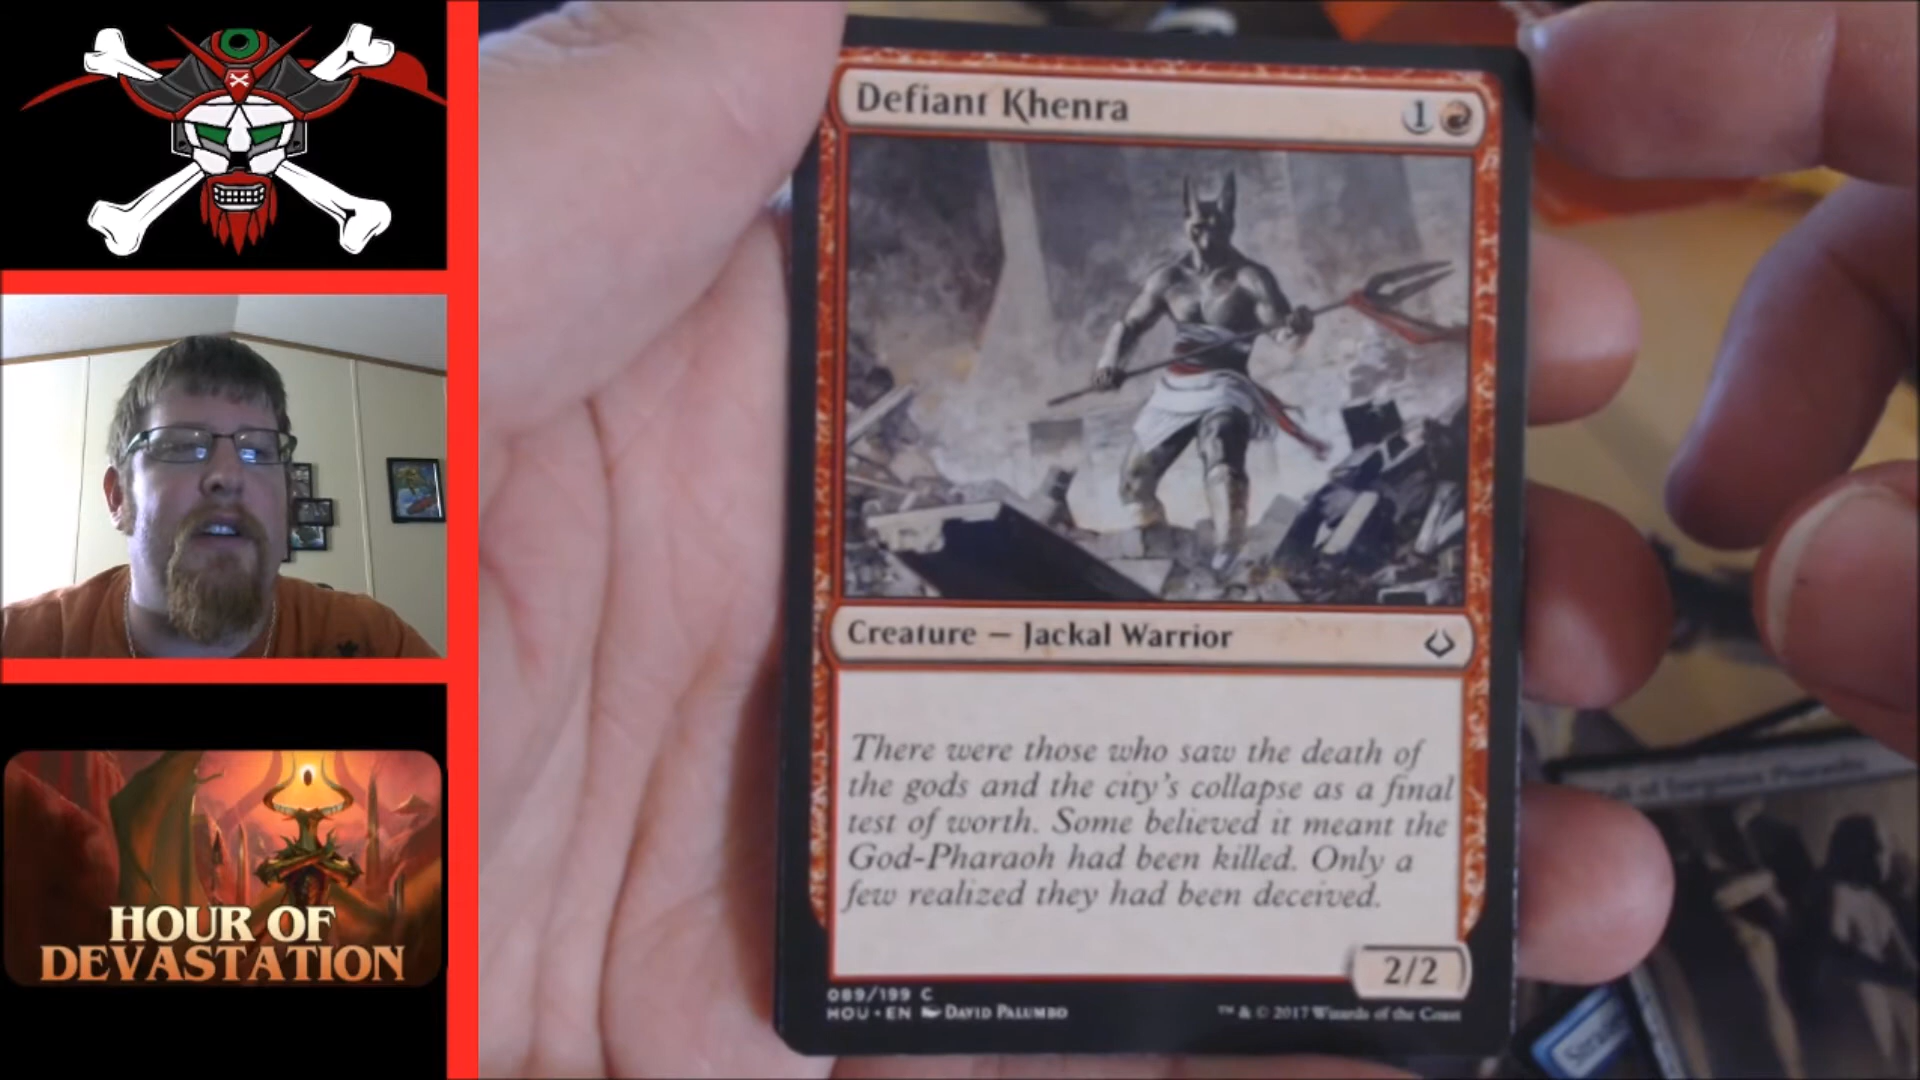 Defiant Khenra
1
Creature — Jackal Warrior
There were those who saw the death of
the gods and the city's collapse as a final
test of worth. Some believed it meant the
God-Pharaoh had been killed. Only a
few realized they had been deceived.
2/2
089/199 C
HOU • EN DAVID PALUMBO
™ & © 2017 Wizards of the Coast
HOUR OF
DEVASTATION